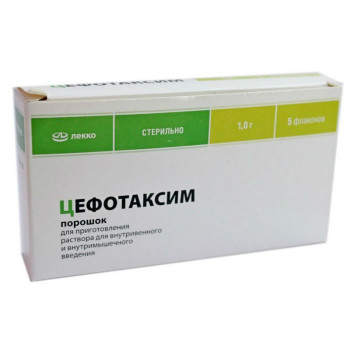 ЦЕФОТАКСИМ
лекко
СТЕРИЛЬНО
1,0 г
5 флаконов
ЦЕФОТАКСИМ
порошок
для приготовления
раствора для внутривенного
и внутримышечного
введения